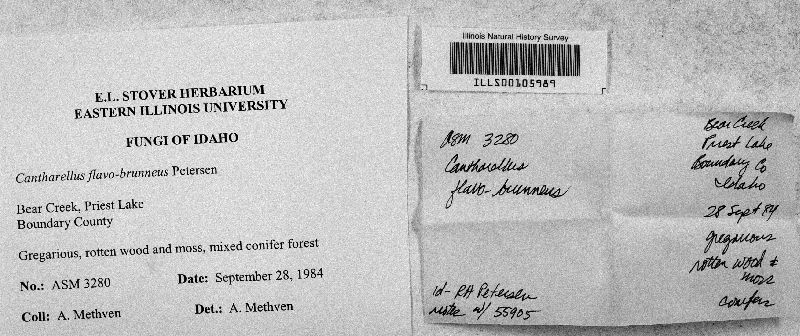 E.L. STOVER HERBARIUM
EASTERN ILLINOIS UNIVERSITY
FUNGI OF IDAHO
Cantharellus flavo-brunneus Petersen
Bear Creek, Priest Lake
Boundary County
Gregarious, rotten wood and moss, mixed conifer forest
No.: ASM 3280 Date: September 28, 1984
Coll: A. Methven Det.: A. Methven
Illinois Natural History Survey
ILLS00105989
ASM 3280
Cantharellus
flavo-brunneus
Bear Creek
Priest Lake
Boundary Co
Idaho
28 Sept 84
gregarious
rotten wood &
moss
conifers
id- RH Petersen
w/ 55905